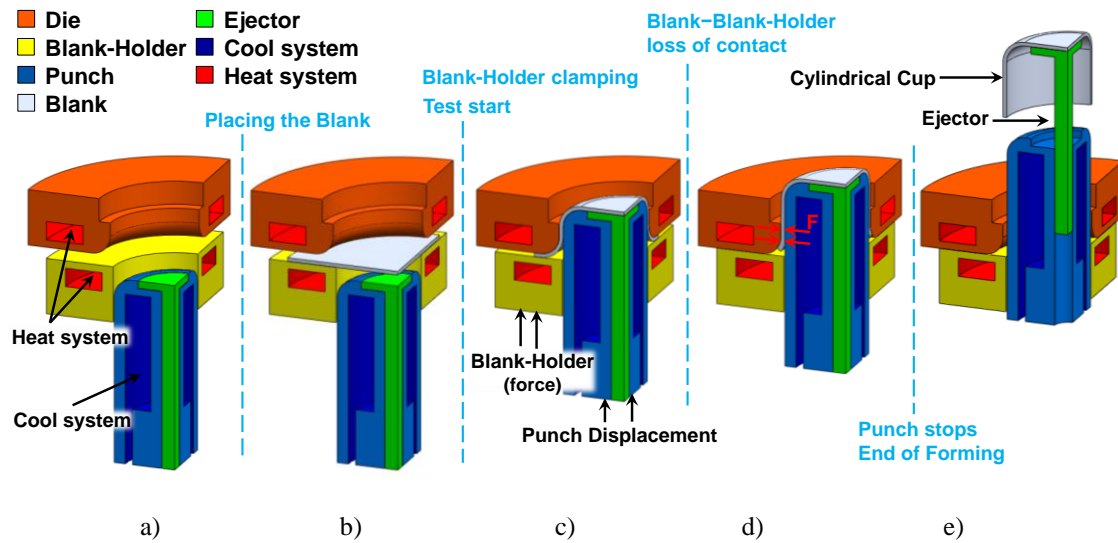 Die
Blank-Holder
Punch
Blank
Ejector
Cool system
Heat system
Placing the Blank
Blank-Holder clamping
Test start
Blank−Blank-Holder
loss of contact
Cylindrical Cup
Ejector
F
Heat system
Cool system
Blank-Holder
(force)
Punch Displacement
Punch stops
End of Forming
a)
b)
c)
d)
e)